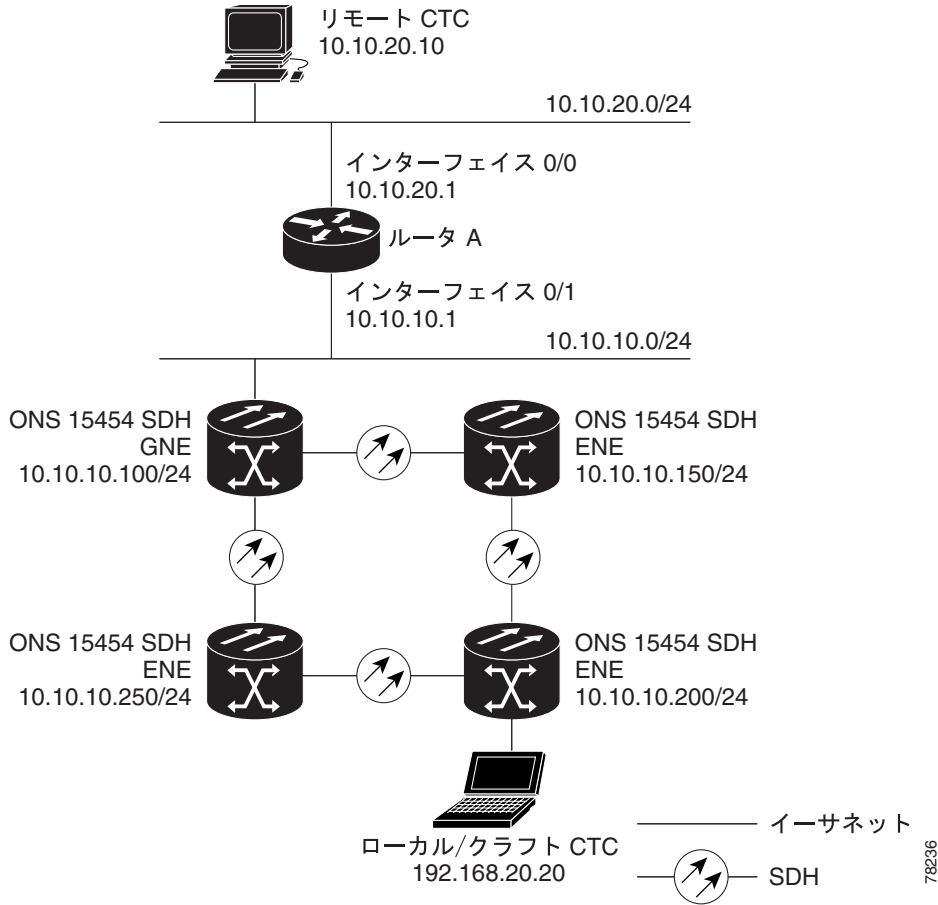 リモート CTC
10.10.20.10
10.10.20.0/24
インターフェイス 0/0
10.10.20.1
ルータ A
インターフェイス 0/1
10.10.10.1
10.10.10.0/24
ONS 15454 SDH
GNE
10.10.10.100/24
ONS 15454 SDH
ENE
10.10.10.150/24
ONS 15454 SDH
ENE
10.10.10.250/24
ONS 15454 SDH
ENE
10.10.10.200/24
ローカル/クラフト CTC
192.168.20.20
イーサネット
SDH
78236